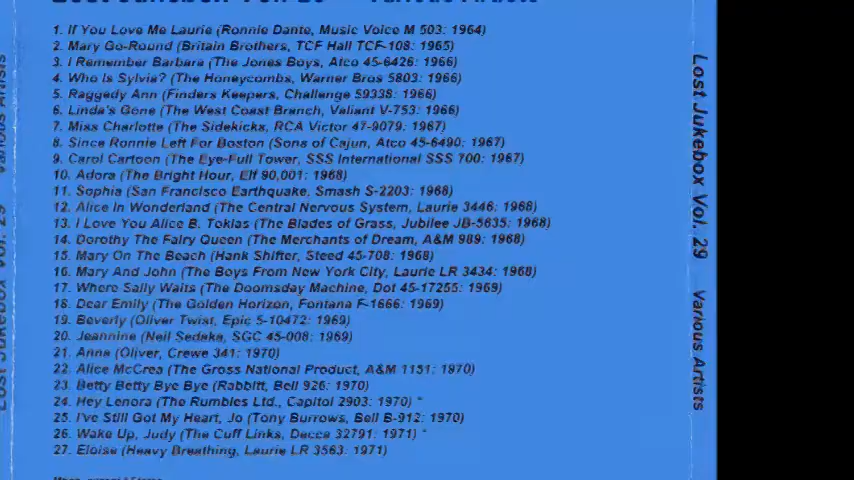 Lost Jukebox Vol. 29 Various Artists
1. If You Love Me Laurie (Ronnie Dante, Music Voice M 503: 1964)
2. Mary Go-Round (Britain Brothers, TCF Hall TCF-108: 1965)
3. I Remember Barbara (The Jones Boys, Atco 45-6426: 1966)
4. Who Is Sylvia? (The Honeycombs, Warner Bros 5803: 1966)
5. Raggedy Ann (Finders Keepers, Challenge 59338: 1966)
6. Linda's Gone (The West Coast Branch, Valiant V-753: 1966)
7. Miss Charlotte (The Sidekicks, RCA Victor 47-9079: 1967)
8. Since Ronnie Left For Boston (Sons of Cajun, Atco 45-6490: 1967)
9. Carol Cartoon (The Eye-Full Tower, SSS International SSS 700: 1967)
10. Adora (The Bright Hour, Elf 90,001: 1968)
11. Sophia (San Francisco Earthquake, Smash S-2203: 1968)
12. Alice In Wonderland (The Central Nervous System, Laurie 3446: 1968)
13. I Love You Alice B. Toklas (The Blades of Grass, Jubilee JB-5635: 1968)
14. Dorothy The Fairy Queen (The Merchants of Dream, A&M 989: 1968)
15. Mary On The Beach (Hank Shifter, Steed 45-708: 1968)
16. Mary And John (The Boys From New York City, Laurie LR 3434: 1968)
17. Where Sally Waits (The Doomsday Machine, Dot 45-17255: 1969)
18. Dear Emily (The Golden Horizon, Fontana F-1666: 1969)
19. Beverly (Oliver Twist, Epic 5-10472: 1969)
20. Jeannine (Neil Sedaka, SGC 45-008: 1969)
21. Anna (Oliver, Crewe 341: 1970)
22. Alice McCrea (The Gross National Product, A&M 1151: 1970)
23. Betty Betty Bye Bye (Rabbitt, Bell 926: 1970)
24. Hey Lenora (The Rumbles Ltd., Capitol 2903: 1970) *
25. I've Still Got My Heart, Jo (Tony Burrows, Bell B-912: 1970)
26. Wake Up, Judy (The Cuff Links, Decca 32791: 1971) *
27. Eloise (Heavy Breathing, Laurie LR 3563: 1971)
Lost Jukebox Vol. 29 Various Artists
Lost Jukebox Vol. 29 Various Artists